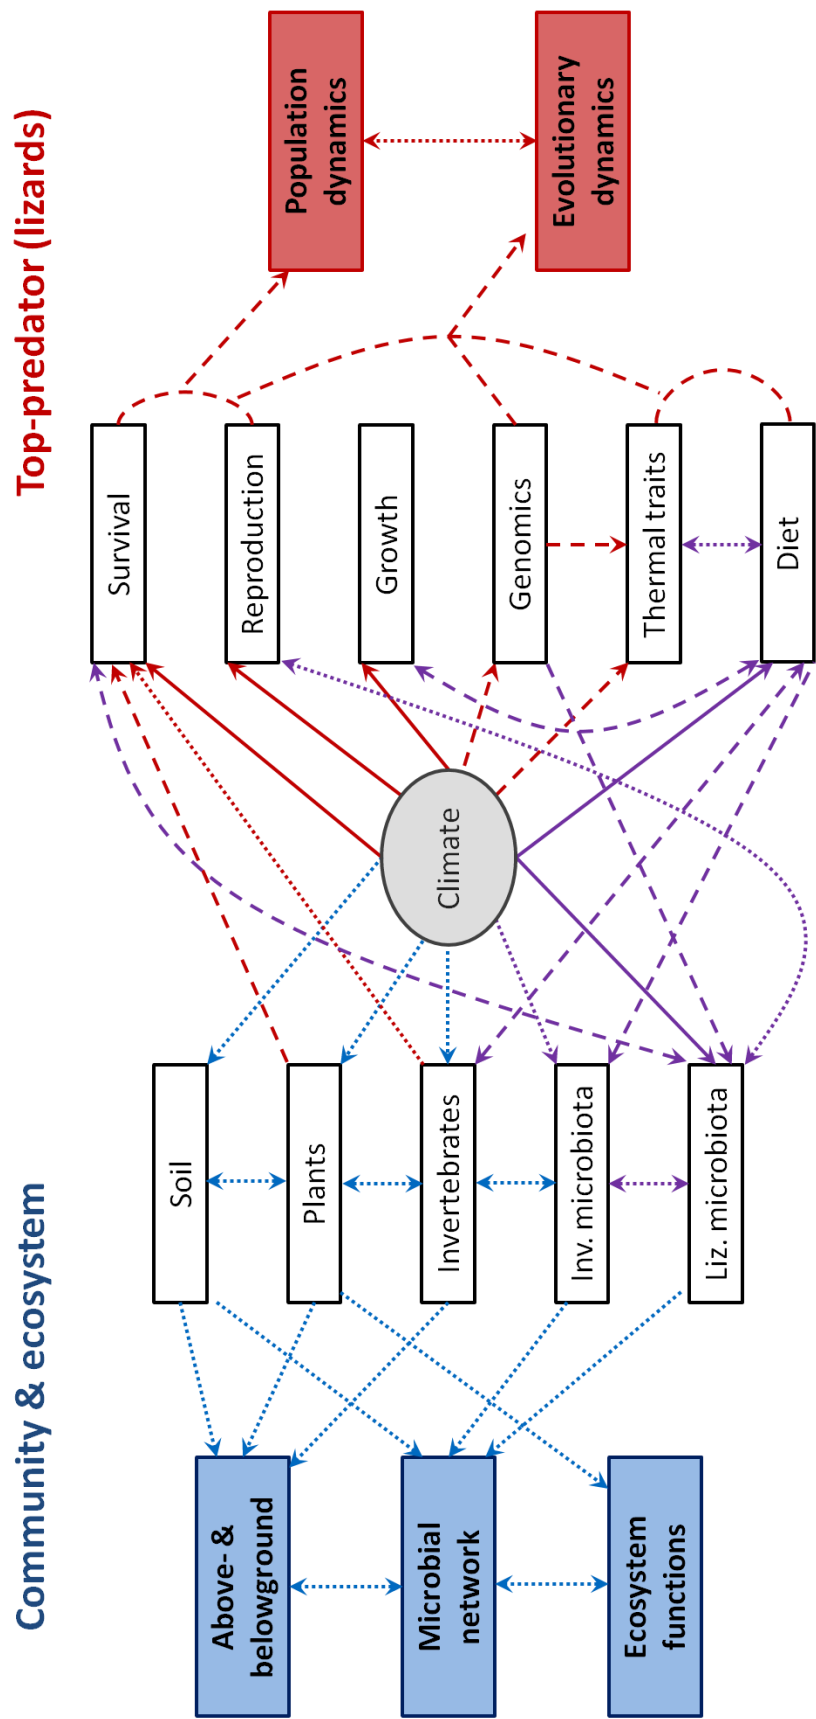 Community & ecosystem
Top-predator (lizards)
Above- &
belowground
Microbial
network
Ecosystem
functions
Soil
Plants
Invertebrates
Inv. microbiota
Liz. microbiota
Climate
Survival
Reproduction
Growth
Genomics
Thermal traits
Diet
Population
dynamics
Evolutionary
dynamics